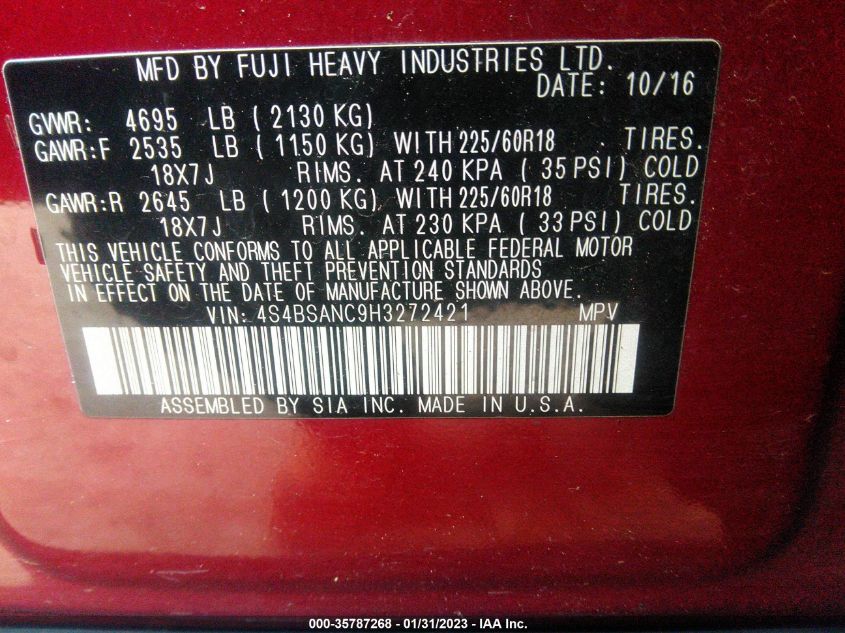 MFD BY FUJI HEAVY INDUSTRIES LTD.
DATE: 10/16
GVWR: 4695 LB ( 2130 KG)
GAWR:F 2535 LB ( 1150 KG) WITH 225/60R18 TIRES.
18X7J RIMS. AT 240 KPA ( 35 PSI) COLD
GAWR:R 2645 LB ( 1200 KG) WITH 225/60R18 TIRES.
18X7J RIMS. AT 230 KPA ( 33 PSI) COLD
THIS VEHICLE CONFORMS TO ALL APPLICABLE FEDERAL MOTOR
VEHICLE SAFETY AND THEFT PREVENTION STANDARDS
IN EFFECT ON THE DATE OF MANUFACTURE SHOWN ABOVE.
VIN: 4S4BSANC9H3272421 MPV
ASSEMBLED BY SIA INC. MADE IN U.S.A.
000-35787268 - 01/31/2023 - IAA Inc.